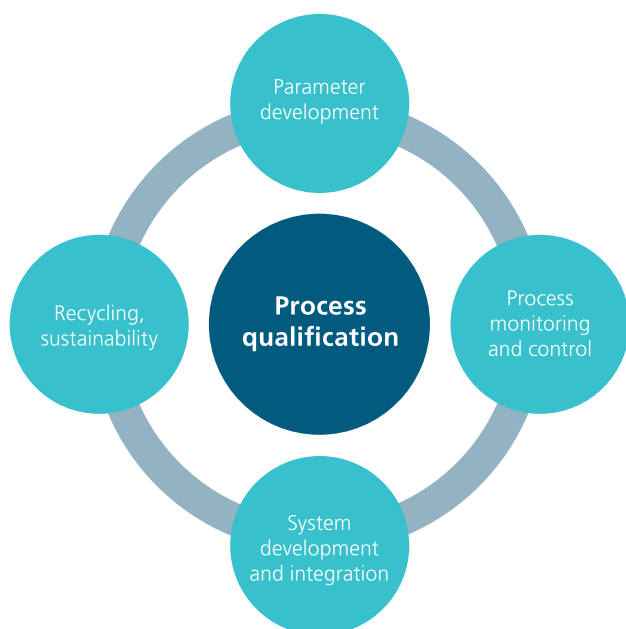 Parameter
development
Process
qualification
Recycling,
sustainability
Process
monitoring
and control
System
development
and integration